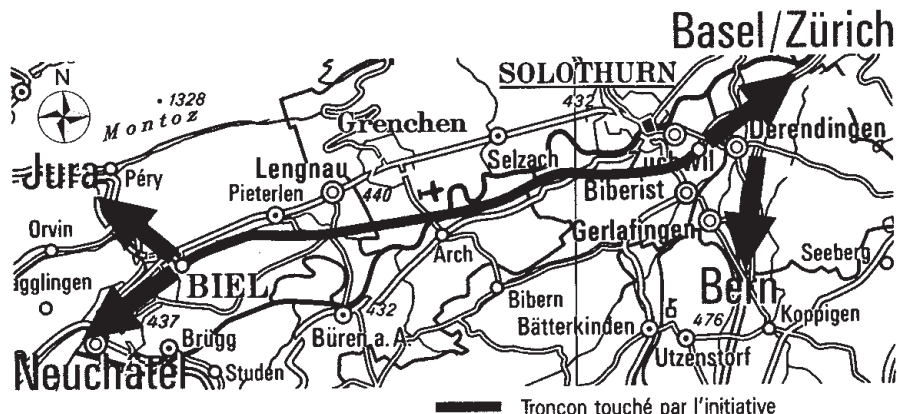 Basel/Zürich
N
SOLOTHURN
1328
Montoz
432
Grenchen
Derendingen
Jura
Péry
Lengnau
Selzach
Zuchwil
Pieterlen
440
Biberist
Orvin
Gerlafingen
Arch
Seeberg
BIEL
Bern
Bibern
437
432
Koppigen
Brügg
Büren a. A.
Bätterkinden
476
Utzenstorf
Neuchâtel
Studen
Tronçon touché par l'initiative